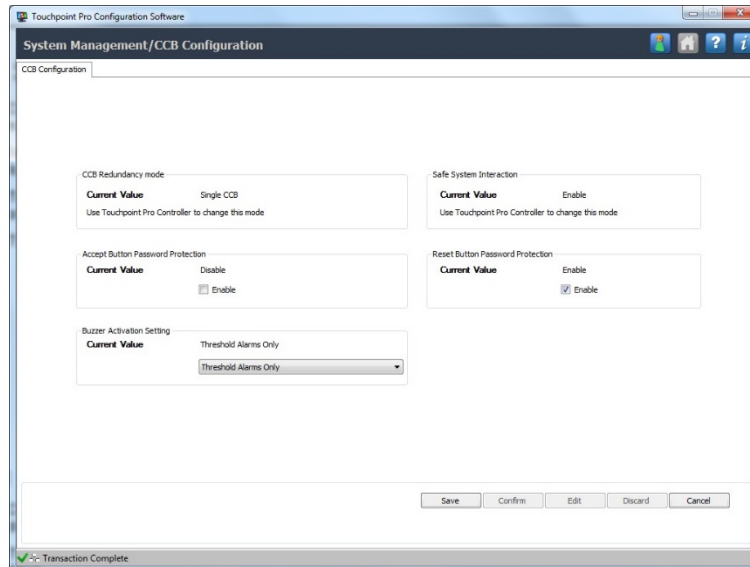 Touchpoint Pro Configuration Software
System Management/CCB Configuration
CCB Configuration
CCB Redundancy mode
Current Value Single CCB
Use Touchpoint Pro Controller to change this mode
Safe System Interaction
Current Value Enable
Use Touchpoint Pro Controller to change this mode
Accept Button Password Protection
Current Value Disable
Enable
Reset Button Password Protection
Current Value Enable
Enable
Buzzer Activation Setting
Current Value Threshold Alarms Only
Threshold Alarms Only
Save Confirm Edit Discard Cancel
Transaction Complete